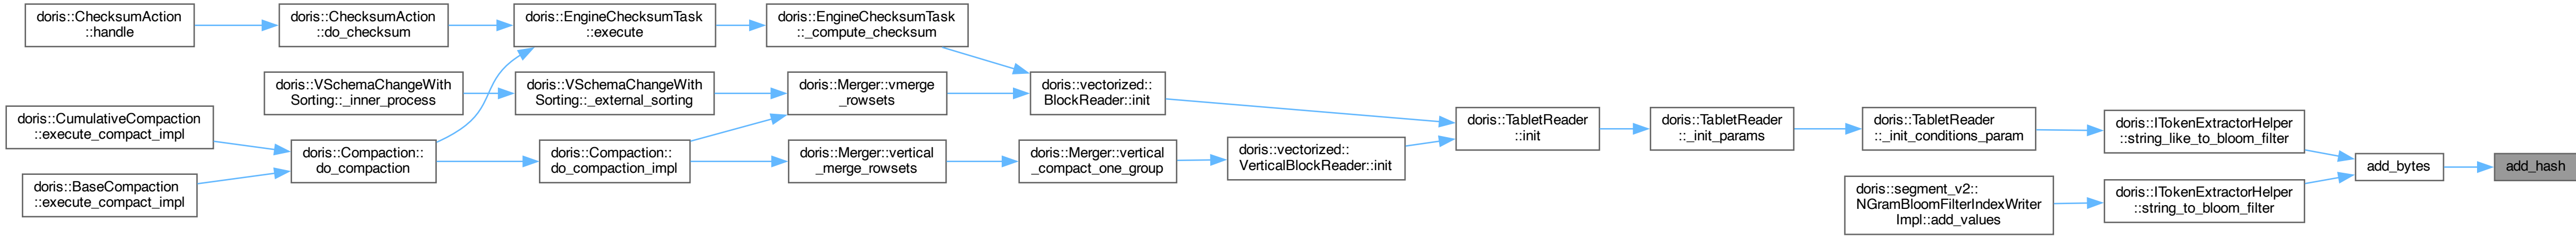 doris::ChecksumAction
::handle
doris::ChecksumAction
::do_checksum
doris::EngineChecksumTask
::execute
doris::EngineChecksumTask
::_compute_checksum
doris::VSchemaChangeWith
Sorting::_inner_process
doris::VSchemaChangeWith
Sorting::_external_sorting
doris::Merger::vmerge
_rowsets
doris::vectorized::
BlockReader::init
doris::CumulativeCompaction
::execute_compact_impl
doris::BaseCompaction
::execute_compact_impl
doris::Compaction::
do_compaction
doris::Compaction::
do_compaction_impl
doris::Merger::vertical
_merge_rowsets
doris::Merger::vertical
_compact_one_group
doris::vectorized::
VerticalBlockReader::init
doris::TabletReader
::init
doris::TabletReader
::_init_params
doris::TabletReader
::_init_conditions_param
doris::ITokenExtractorHelper
::string_like_to_bloom_filter
doris::segment_v2::
NGramBloomFilterIndexWriter
Impl::add_values
doris::ITokenExtractorHelper
::string_to_bloom_filter
add_bytes
add_hash